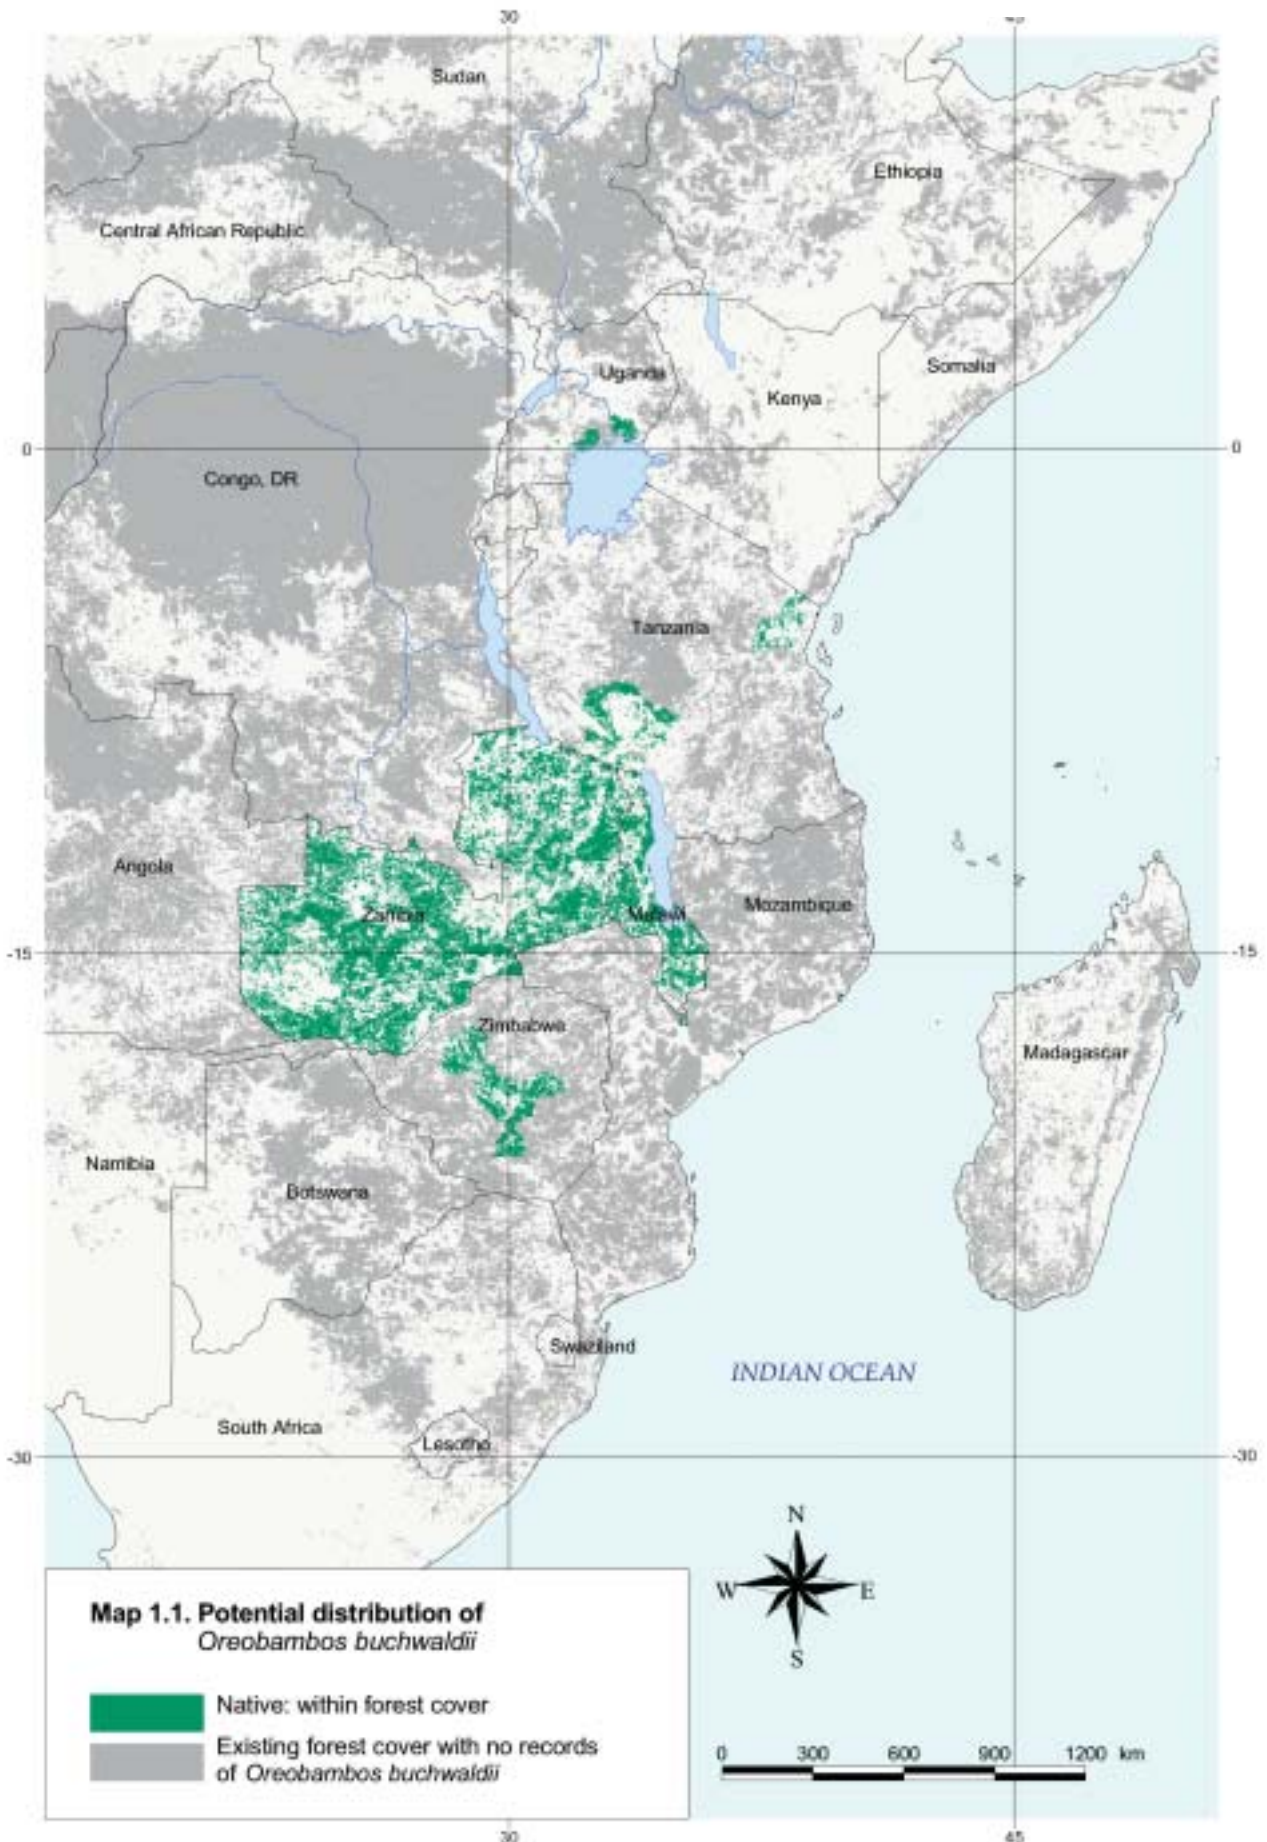 30
45
Sudan
Ethiopia
Central African Republic
Uganda
Somalia
Kenya
0
0
Congo, DR
Tanzania
Angola
Zambia
Malawi
Mozambique
-15
-15
Zimbabwe
Madagascar
Namibia
Botswana
Swaziland
INDIAN OCEAN
South Africa
Lesotho
-30
-30
N
W
E
S
Map 1.1. Potential distribution of
Oreobambos buchwaldii
Native: within forest cover
Existing forest cover with no records
of Oreobambos buchwaldii
0 300 600 900 1200 km
30
45